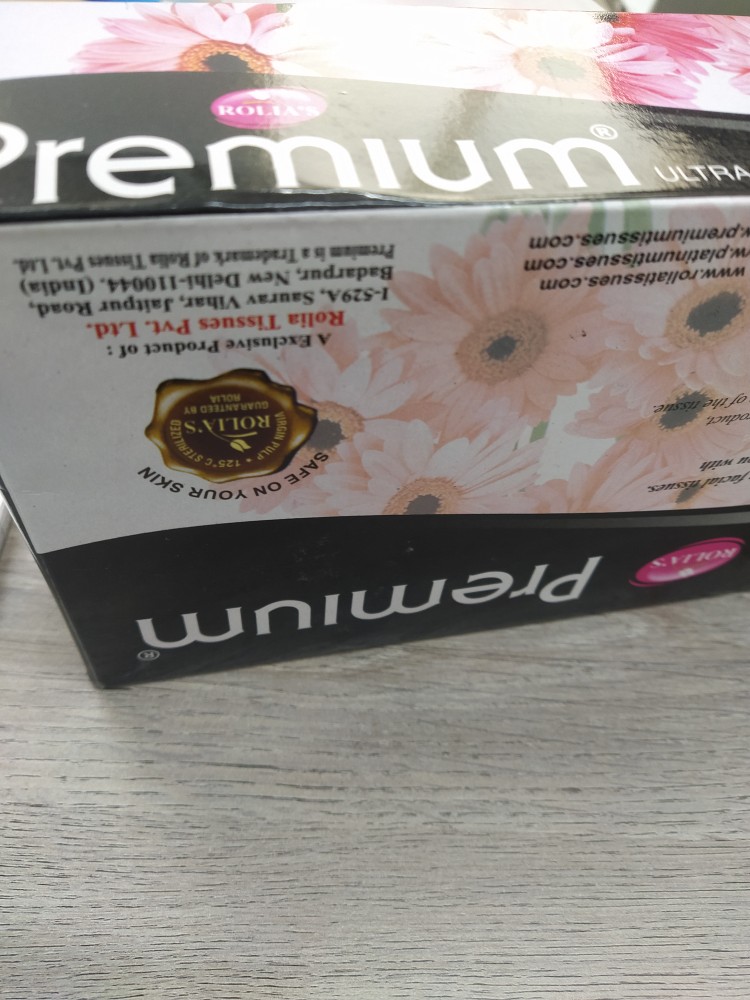 ROLIA'S
Premium®
ULTRA
A Exclusive Product of :
Rolia Tissues Pvt. Ltd.
I-529A, Saurav Vihar, Jaitpur Road,
Badarpur, New Delhi-110044, (India)
Premium is a Trademark of Rolia Tissues Pvt. Ltd.
www.roliatissues.com
w.platinumtissues.com
w.premiumtissues.com
facial tissues.
with
of the tissue.
SAFE ON YOUR SKIN
VIRGIN PULP • 125°C STERILIZED
ROLIA'S
GUARANTEED BY
ROLIA
ROLIA'S
Premium®